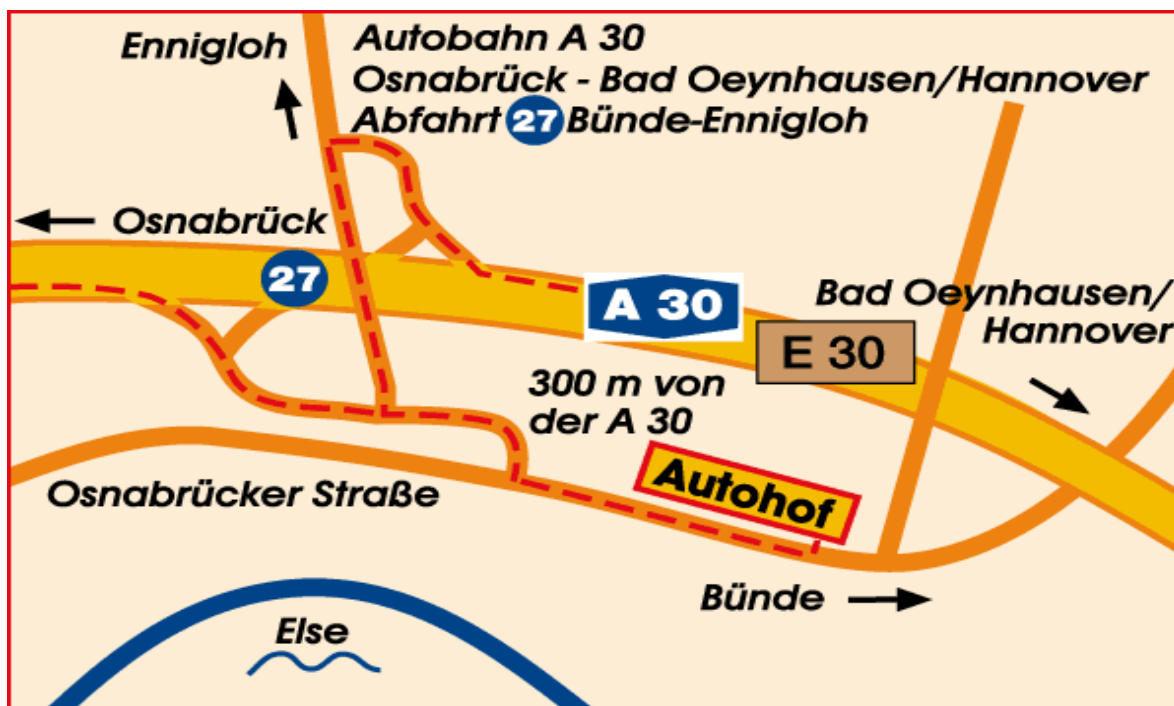 Ennigloh
Autobahn A 30
Osnabrück - Bad Oeynhausen/Hannover
Abfahrt 27 Bünde-Ennigloh
Osnabrück
27
A 30
Bad Oeynhausen/
Hannover
E 30
300 m von
der A 30
Autohof
Osnabrücker Straße
Bünde
Else